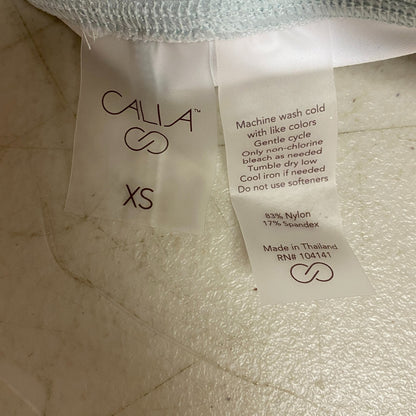 CALIA™
XS
Machine wash cold
with like colors
Gentle cycle
Only non-chlorine
bleach as needed
Tumble dry low
Cool iron if needed
Do not use softeners
83% Nylon
17% Spandex
Made in Thailand
RN# 104141